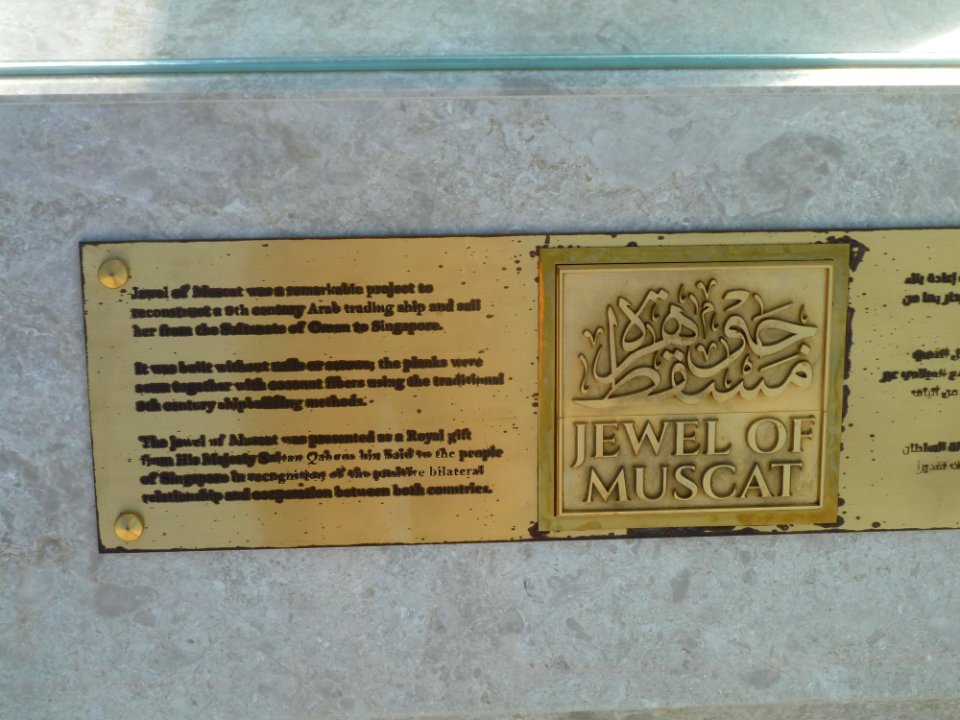 Jewel of Muscat was a remarkable project to
reconstruct a 9th century Arab trading ship and sail
her from the Sultanate of Oman to Singapore.
It was built without nails or screws; the planks were
sewn together with coconut fibers using the traditional
9th century shipbuilding methods.
The Jewel of Muscat was presented as a Royal gift
from His Majesty Sultan Qaboos bin Said to the people
of Singapore in recognition of the positive bilateral
relationship and cooperation between both countries.
جوهرة
مسقط
JEWEL OF
MUSCAT
إعادة بناء